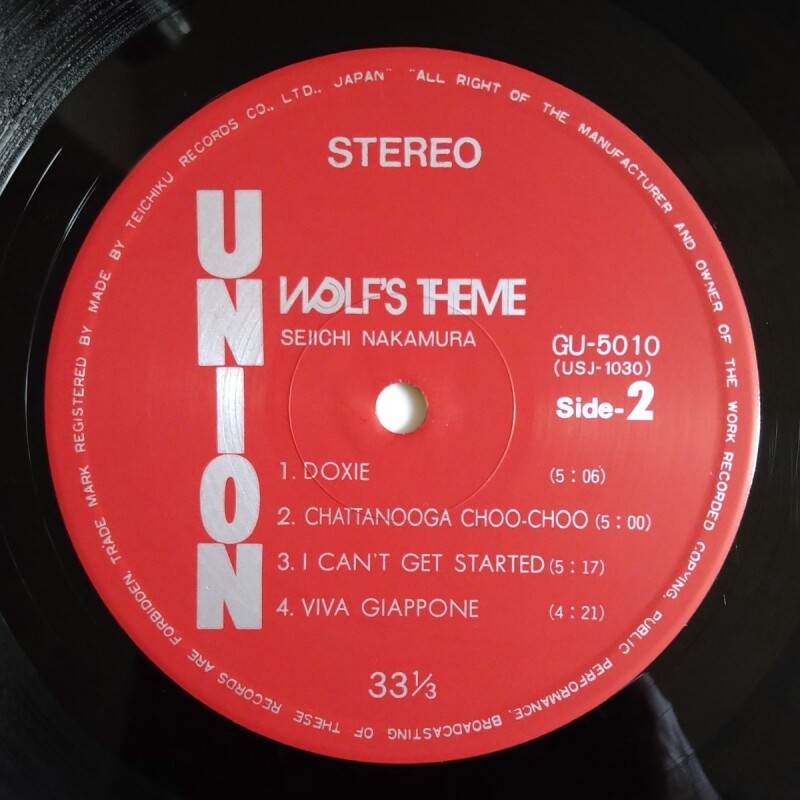 MADE BY TEICHIKU RECORDS CO., LTD., JAPAN" "ALL RIGHT OF THE MANUFACTURER AND OWNER OF THE WORK RECORDED COPYING, PUBLIC PERFORMANCE, BROADCASTING OF THESE RECORDS ARE FORBIDDEN, TRADE MARK REGISTERED BY
STEREO
UNION
WOLF'S THEME
SEIICHI NAKAMURA
GU-5010
(USJ-1030)
Side-2
1. DOXIE (5:06)
2. CHATTANOOGA CHOO-CHOO (5:00)
3. I CAN'T GET STARTED (5:17)
4. VIVA GIAPPONE (4:21)
33⅓